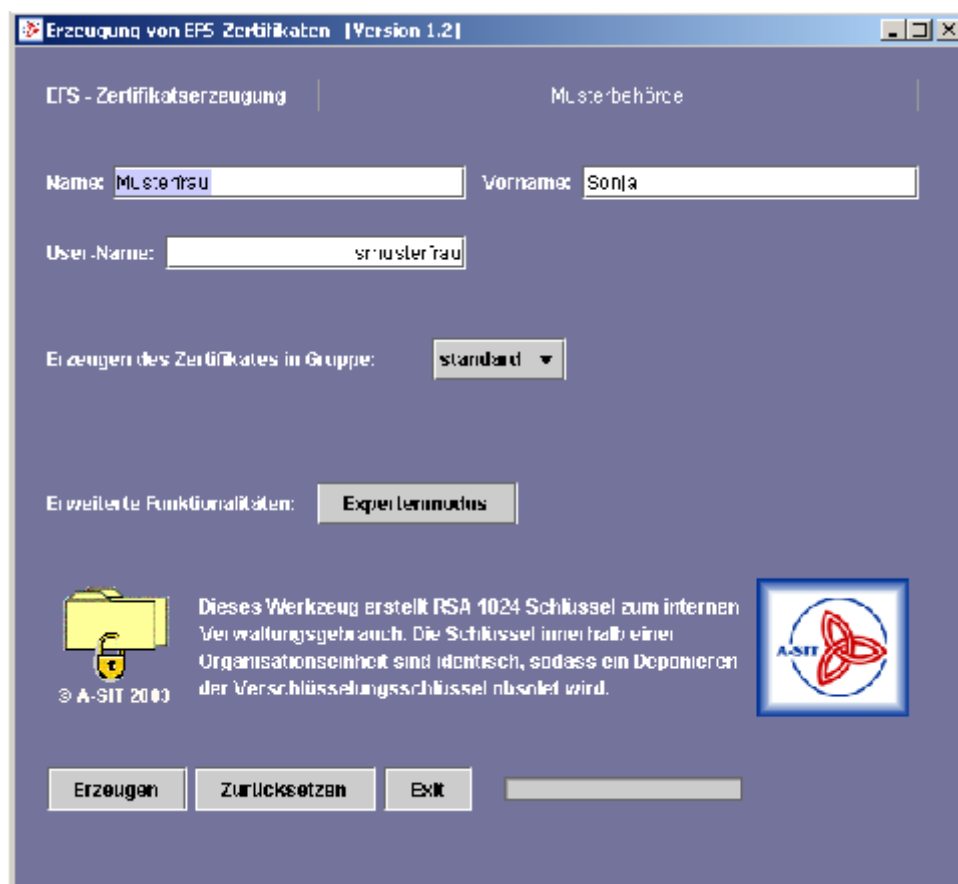 Erzeugung von EFS-Zertifikaten [Version 1.2]
EFS - Zertifikatserzeugung
Musterbehörde
Name: Musterfrau Vorname: Sonja
User-Name: smusterfrau
Erzeugen des Zertifikates in Gruppe: standard
Erweiterte Funktionalitäten: Expertenmodus
Dieses Werkzeug erstellt RSA 1024 Schlüssel zum internen
Verwaltungsgebrauch. Die Schlüssel innerhalb einer
Organisationseinheit sind identisch, sodass ein Deponieren
der Verschlüsselungsschlüssel obsolet wird.
© A-SIT 2003
A-SIT
Erzeugen Zurücksetzen Exit